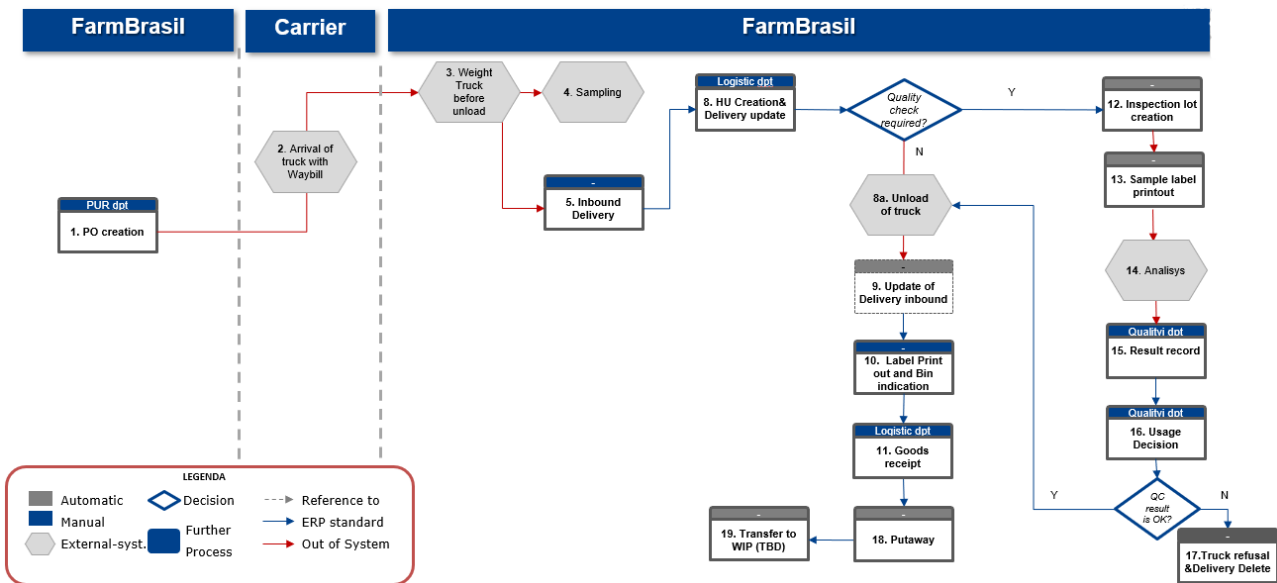 FarmBrasil
Carrier
FarmBrasil
PUR dpt
1. PO creation
2. Arrival of
truck with
Waybill
3. Weight
Truck
before
unload
4. Sampling
-
5. Inbound
Delivery
Logistic dpt
8. HU Creation&
Delivery update
Quality
check
required?
Y
N
8a. Unload
of truck
-
9. Update of
Delivery inbound
-
10. Label Print
out and Bin
indication
Logistic dpt
11. Goods
receipt
-
18. Putaway
-
19. Transfer to
WIP (TBD)
-
12. Inspection lot
creation
-
13. Sample label
printout
14. Analisys
Qualitvi dpt
15. Result record
Qualitvi dpt
16. Usage
Decision
QC
result
is OK?
Y
N
-
17.Truck refusal
&Delivery Delete
LEGENDA
Automatic
Manual
External-syst.
Decision
Further
Process
Reference to
ERP standard
Out of System